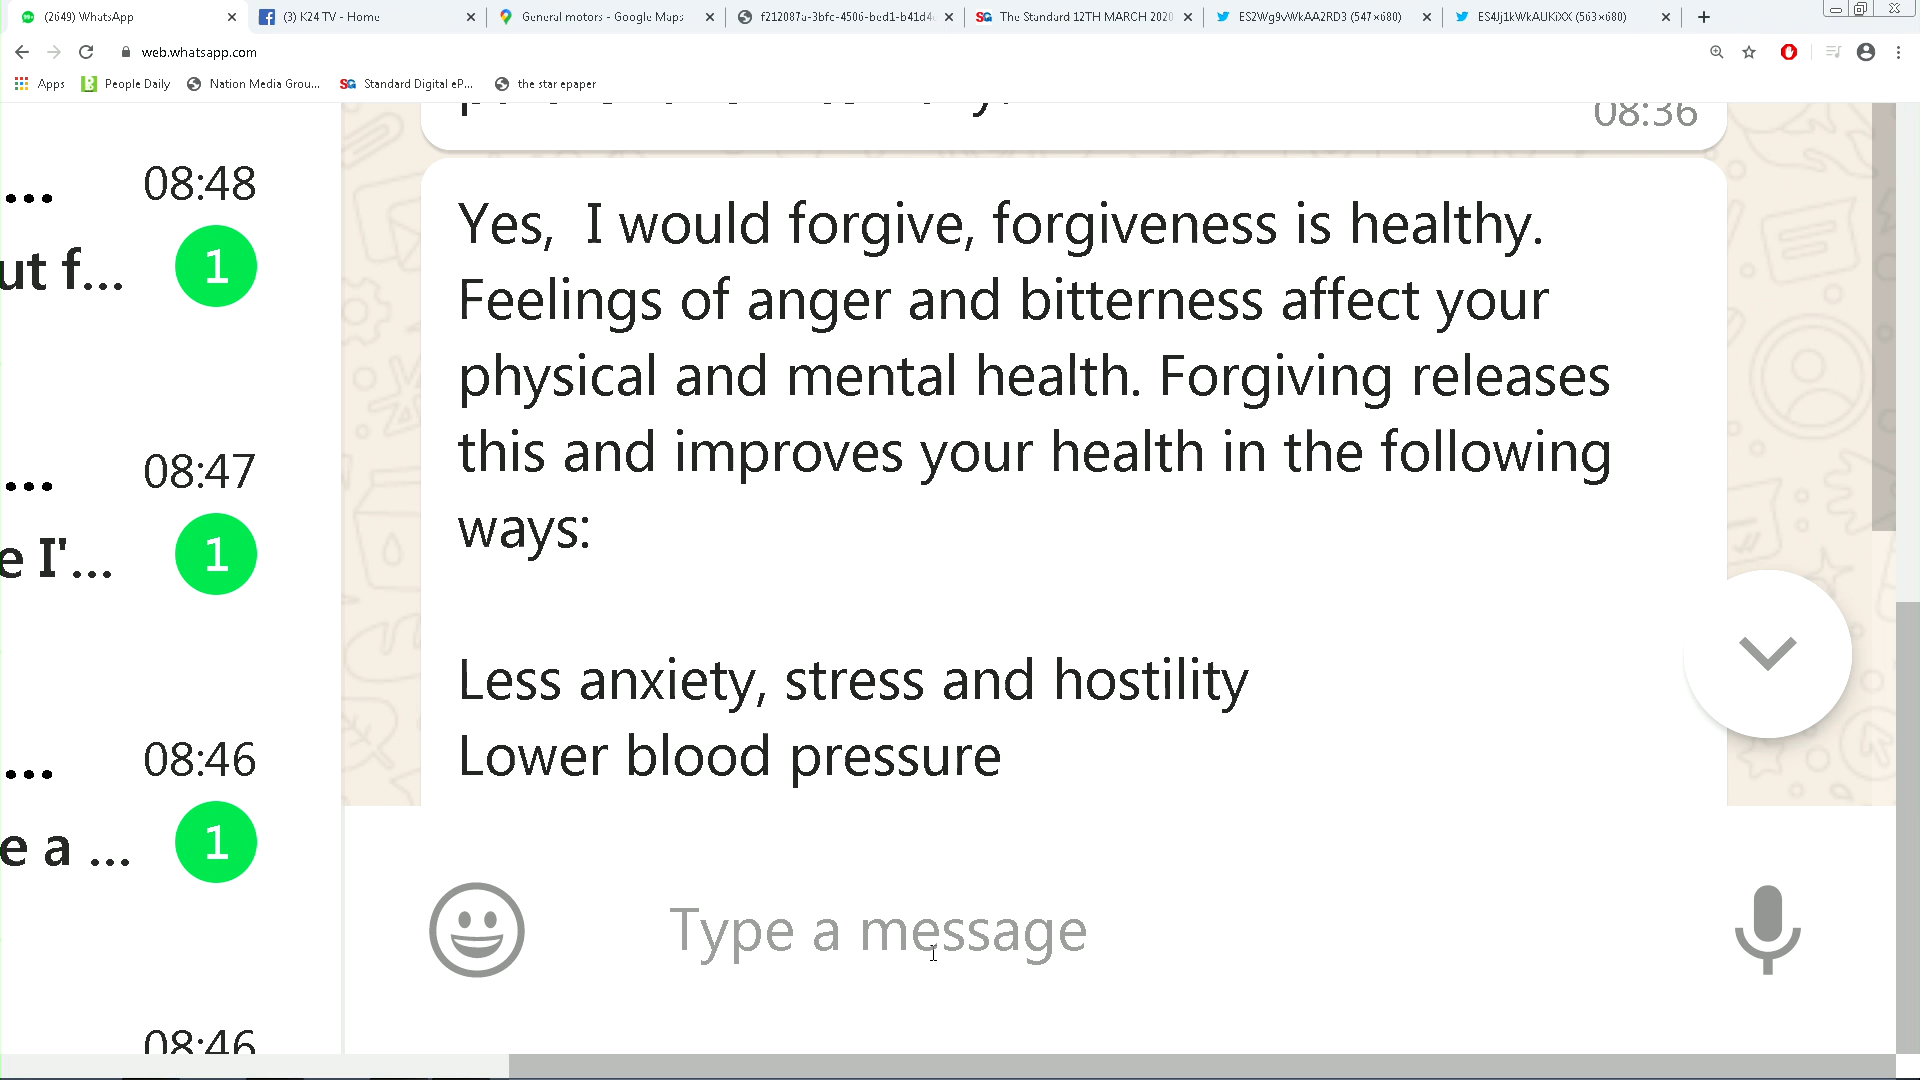 (2649) WhatsApp
(3) K24 TV - Home
General motors - Google Maps
f212087a-3bfc-4506-bed1-b41d4
The Standard 12TH MARCH 2020
ES2Wg9vWkAA2RD3 (547×680)
ES4Jj1kWkAUKiXX (563×680)
web.whatsapp.com
Apps
People Daily
Nation Media Grou...
Standard Digital eP...
the star epaper
08:36
... 08:48
ut f... 1
... 08:47
e I'... 1
... 08:46
e a ... 1
08:46
Yes, I would forgive, forgiveness is healthy.
Feelings of anger and bitterness affect your
physical and mental health. Forgiving releases
this and improves your health in the following
ways:
Less anxiety, stress and hostility
Lower blood pressure
Type a message